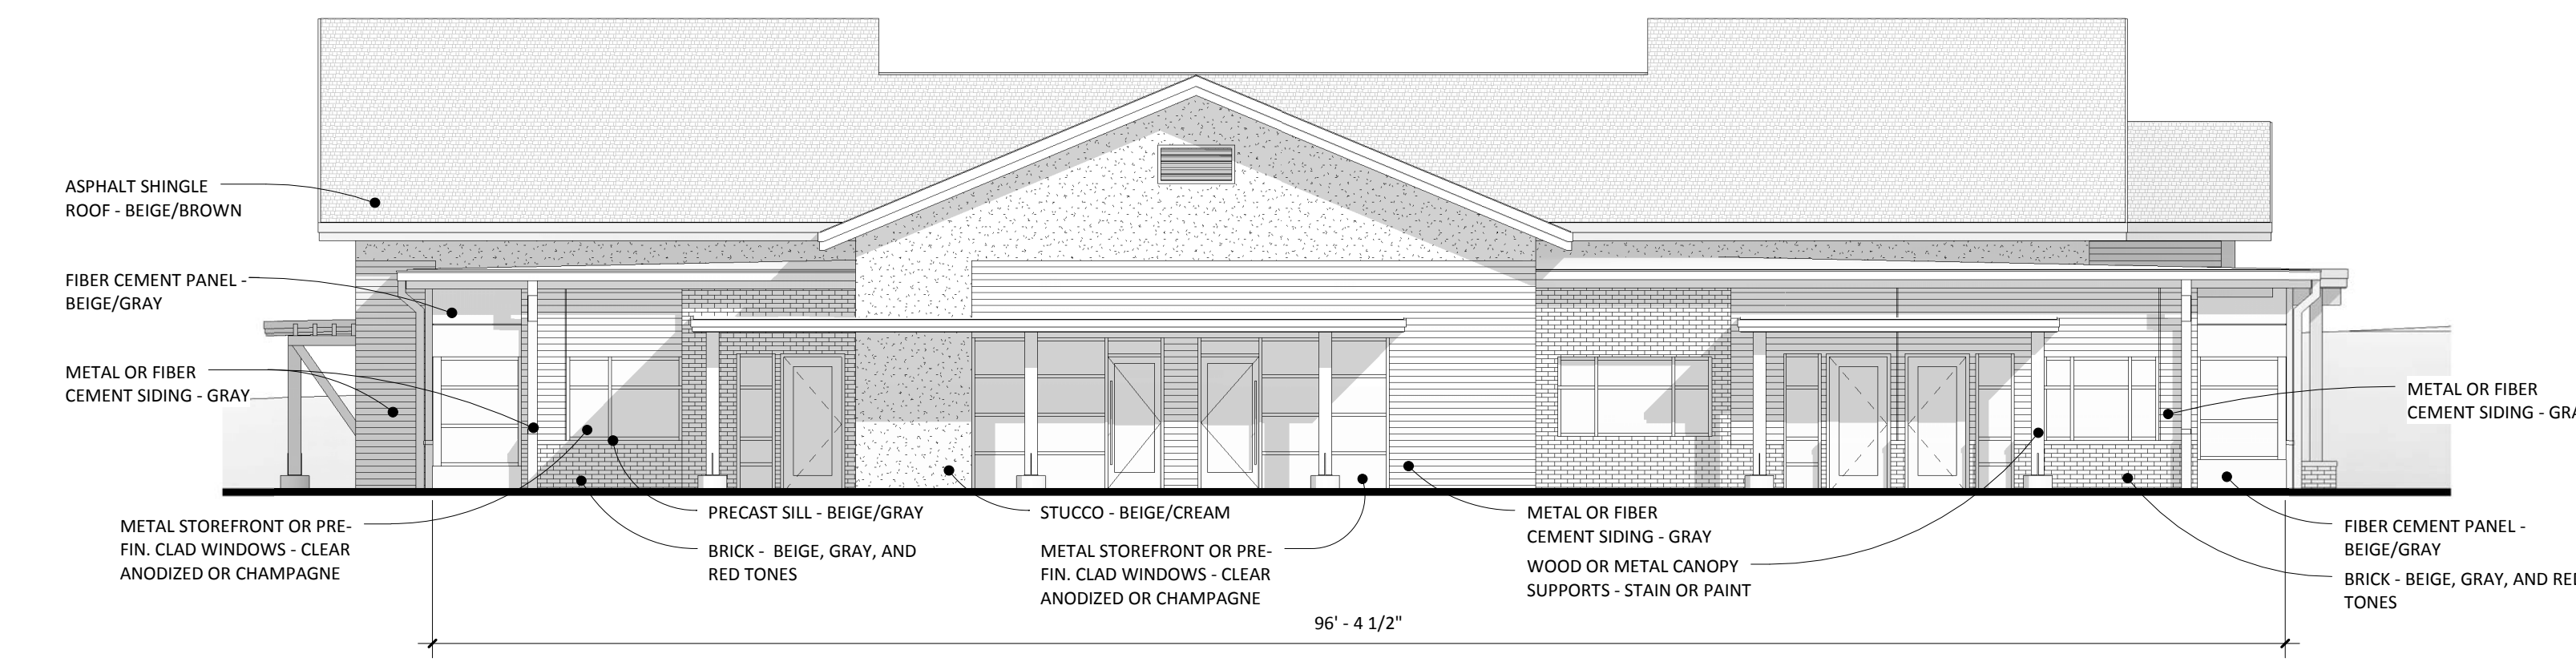 ASPHALT SHINGLE
ROOF - BEIGE/BROWN
FIBER CEMENT PANEL -
BEIGE/GRAY
METAL OR FIBER
CEMENT SIDING - GRAY
METAL STOREFRONT OR PRE-
FIN. CLAD WINDOWS - CLEAR
ANODIZED OR CHAMPAGNE
PRECAST SILL - BEIGE/GRAY
BRICK - BEIGE, GRAY, AND
RED TONES
STUCCO - BEIGE/CREAM
METAL STOREFRONT OR PRE-
FIN. CLAD WINDOWS - CLEAR
ANODIZED OR CHAMPAGNE
METAL OR FIBER
CEMENT SIDING - GRAY
WOOD OR METAL CANOPY
SUPPORTS - STAIN OR PAINT
METAL OR FIBER
CEMENT SIDING - GRA
FIBER CEMENT PANEL -
BEIGE/GRAY
BRICK - BEIGE, GRAY, AND RE
TONES
96' - 4 1/2"